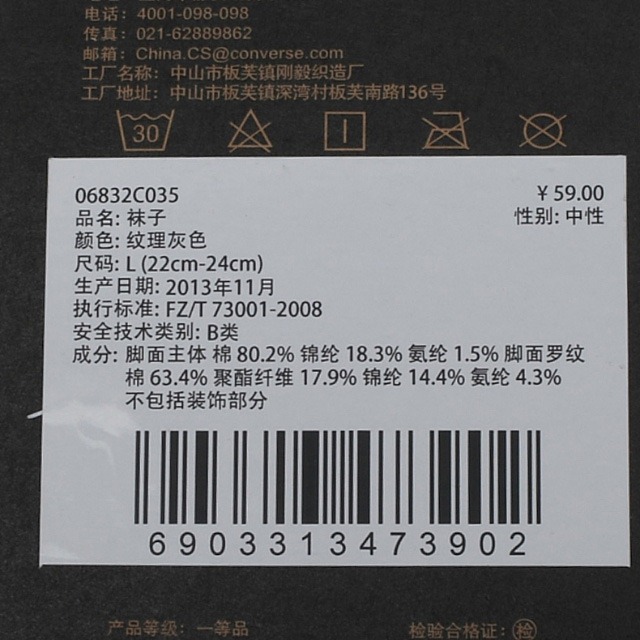 电话: 4001-098-098
传真: 021-62889862
邮箱: China.CS@converse.com
工厂名称: 中山市板芙镇刚毅织造厂
工厂地址: 中山市板芙镇深湾村板芙南路136号
30
06832C035 ¥59.00
品名: 袜子 性别: 中性
颜色: 纹理灰色
尺码: L (22cm-24cm)
生产日期: 2013年11月
执行标准: FZ/T 73001-2008
安全技术类别: B类
成分: 脚面主体 棉 80.2% 锦纶 18.3% 氨纶 1.5% 脚面罗纹
棉 63.4% 聚酯纤维 17.9% 锦纶 14.4% 氨纶 4.3%
不包括装饰部分
6903313473902
产品等级: 一等品 检验合格证: 检